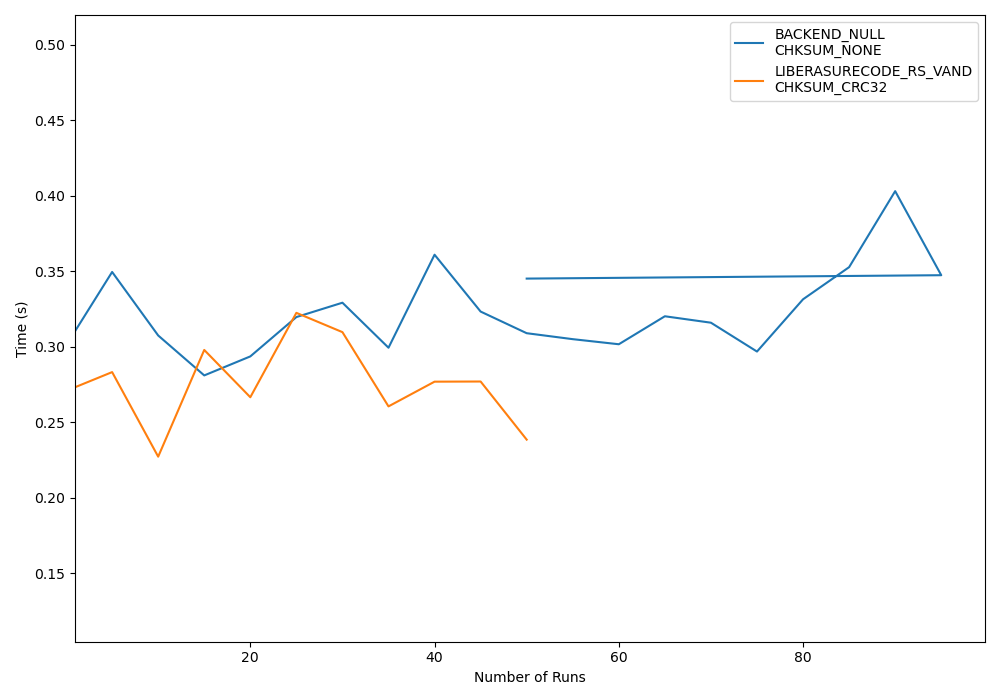 BACKEND_NULL
CHKSUM_NONE
LIBERASURECODE_RS_VAND
CHKSUM_CRC32
0.50
0.45
0.40
0.35
0.30
0.25
0.20
0.15
Time (s)
20 40 60 80
Number of Runs